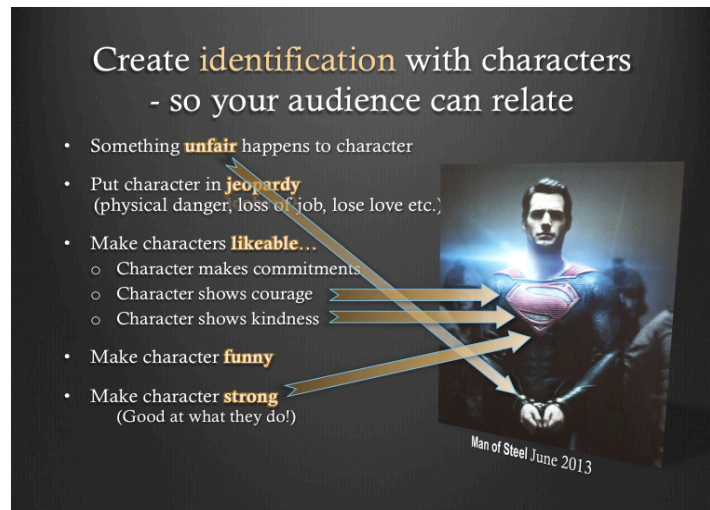 Create identification with characters
- so your audience can relate
• Something unfair happens to character
• Put character in jeopardy
(physical danger, loss of job, lose love etc.)
• Make characters likeable…
o Character makes commitments
o Character shows courage
o Character shows kindness
• Make character funny
• Make character strong
(Good at what they do!)
Man of Steel June 2013